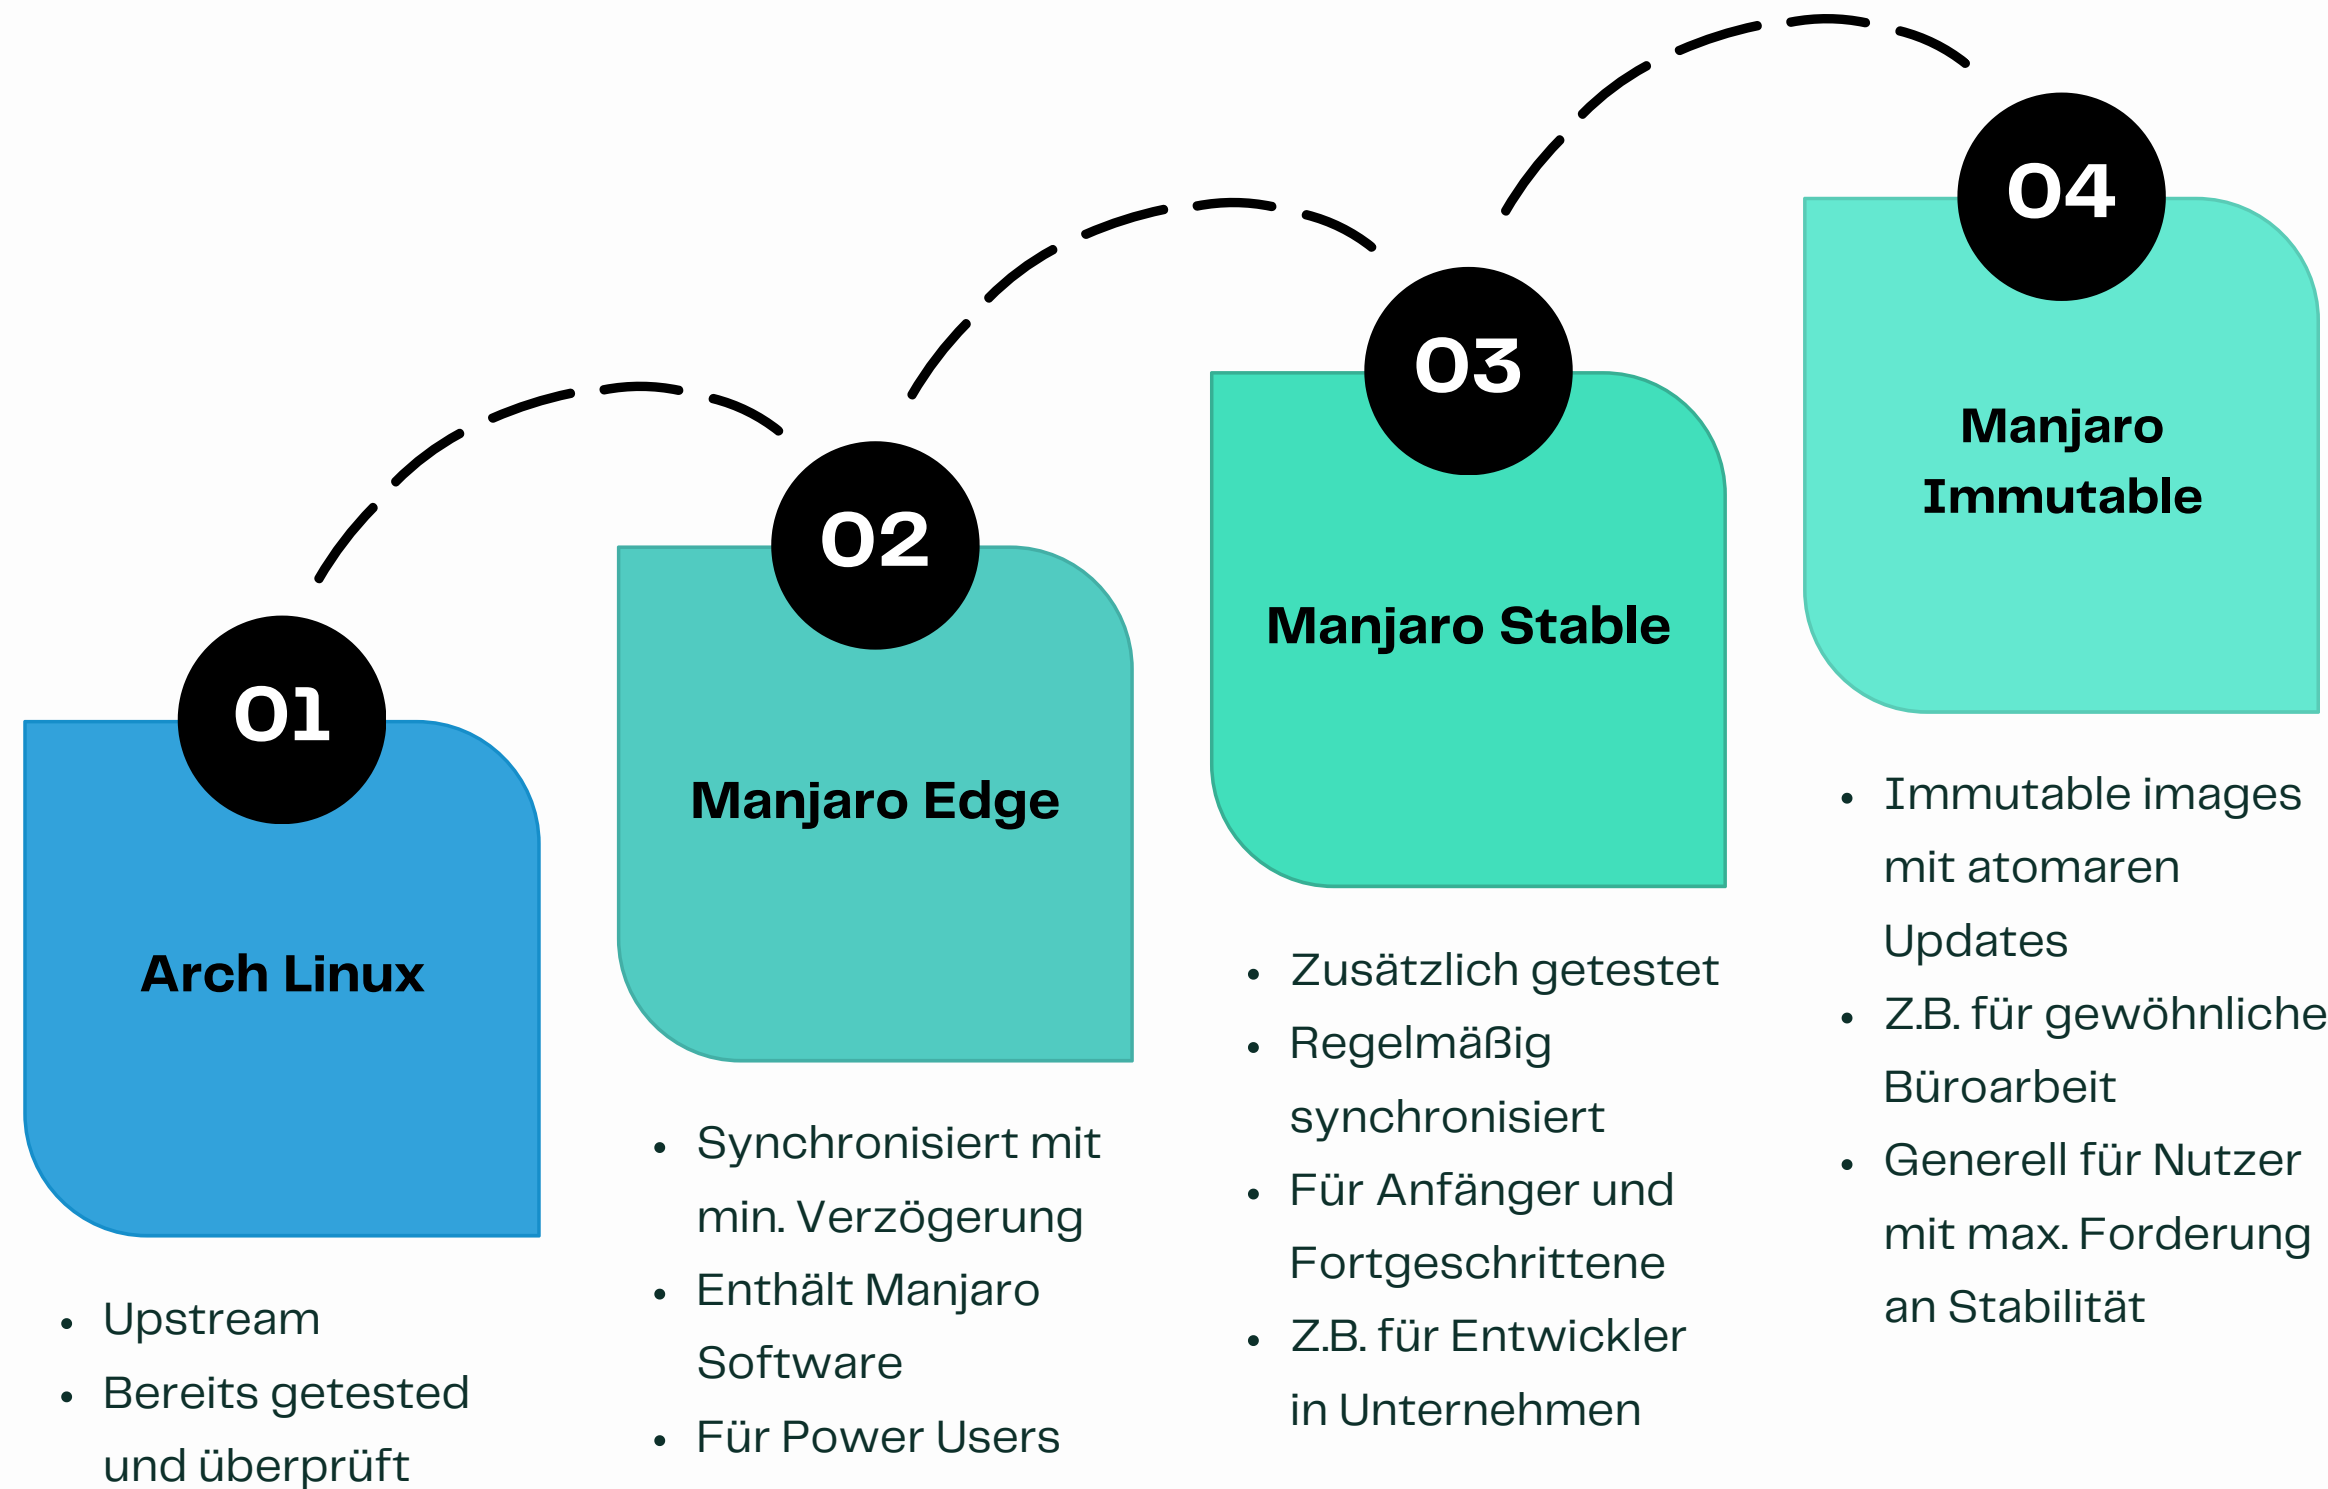 01
Arch Linux
• Upstream
• Bereits getested
und überprüft
02
Manjaro Edge
• Synchronisiert mit
min. Verzögerung
• Enthält Manjaro
Software
• Für Power Users
03
Manjaro Stable
• Zusätzlich getestet
• Regelmäßig
synchronisiert
• Für Anfänger und
Fortgeschrittene
• Z.B. für Entwickler
in Unternehmen
04
Manjaro
Immutable
• Immutable images
mit atomaren
Updates
• Z.B. für gewöhnliche
Büroarbeit
• Generell für Nutzer
mit max. Forderung
an Stabilität